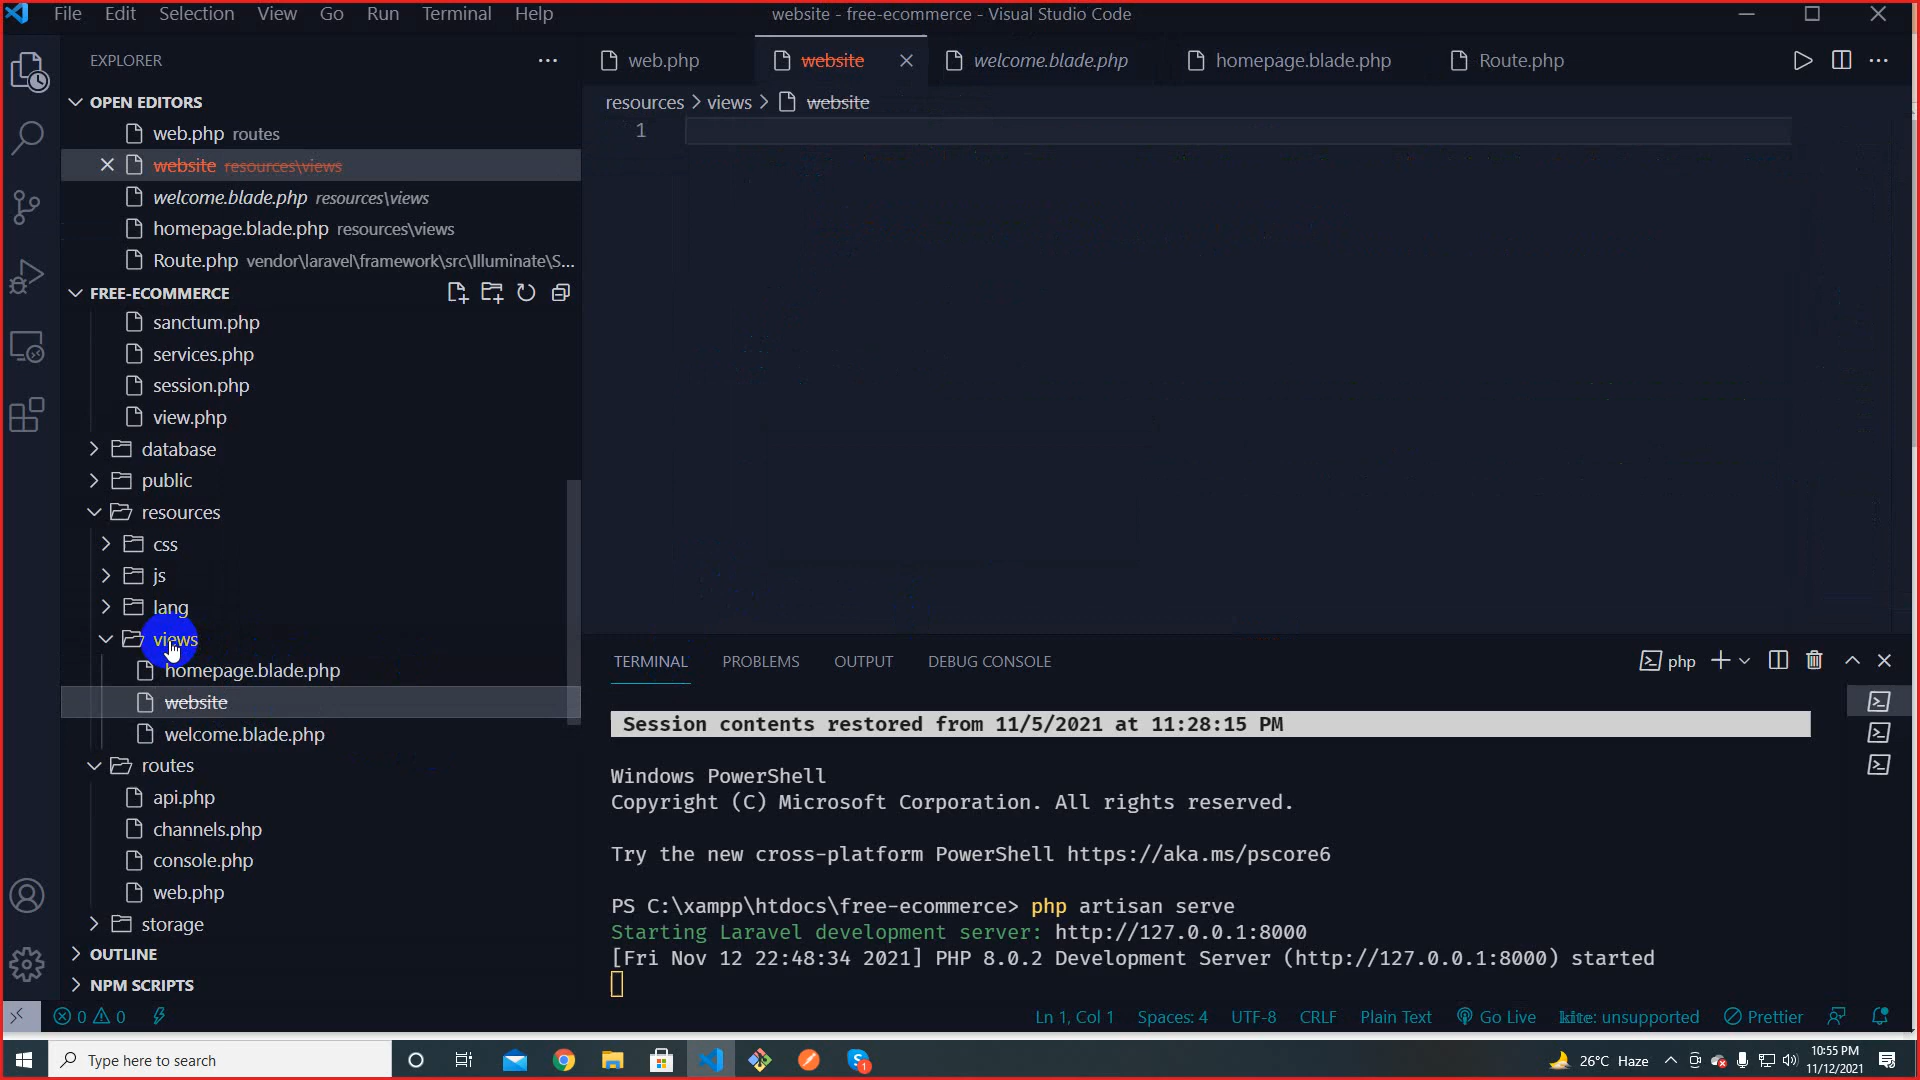 File Edit Selection View Go Run Terminal Help
website - free-ecommerce - Visual Studio Code
EXPLORER
OPEN EDITORS
web.php routes
website resources\views
welcome.blade.php resources\views
homepage.blade.php resources\views
Route.php vendor\laravel\framework\src\Illuminate\S...
FREE-ECOMMERCE
sanctum.php
services.php
session.php
view.php
database
public
resources
css
js
lang
views
homepage.blade.php
website
welcome.blade.php
routes
api.php
channels.php
console.php
web.php
storage
OUTLINE
NPM SCRIPTS
web.php website welcome.blade.php homepage.blade.php Route.php
resources > views > website
1
TERMINAL PROBLEMS OUTPUT DEBUG CONSOLE
php
Session contents restored from 11/5/2021 at 11:28:15 PM
Windows PowerShell
Copyright (C) Microsoft Corporation. All rights reserved.
Try the new cross-platform PowerShell https://aka.ms/pscore6
PS C:\xampp\htdocs\free-ecommerce> php artisan serve
Starting Laravel development server: http://127.0.0.1:8000
[Fri Nov 12 22:48:34 2021] PHP 8.0.2 Development Server (http://127.0.0.1:8000) started
0 0
Ln 1, Col 1 Spaces: 4 UTF-8 CRLF Plain Text Go Live kite: unsupported Prettier
Type here to search
1
26°C Haze
10:55 PM
11/12/2021